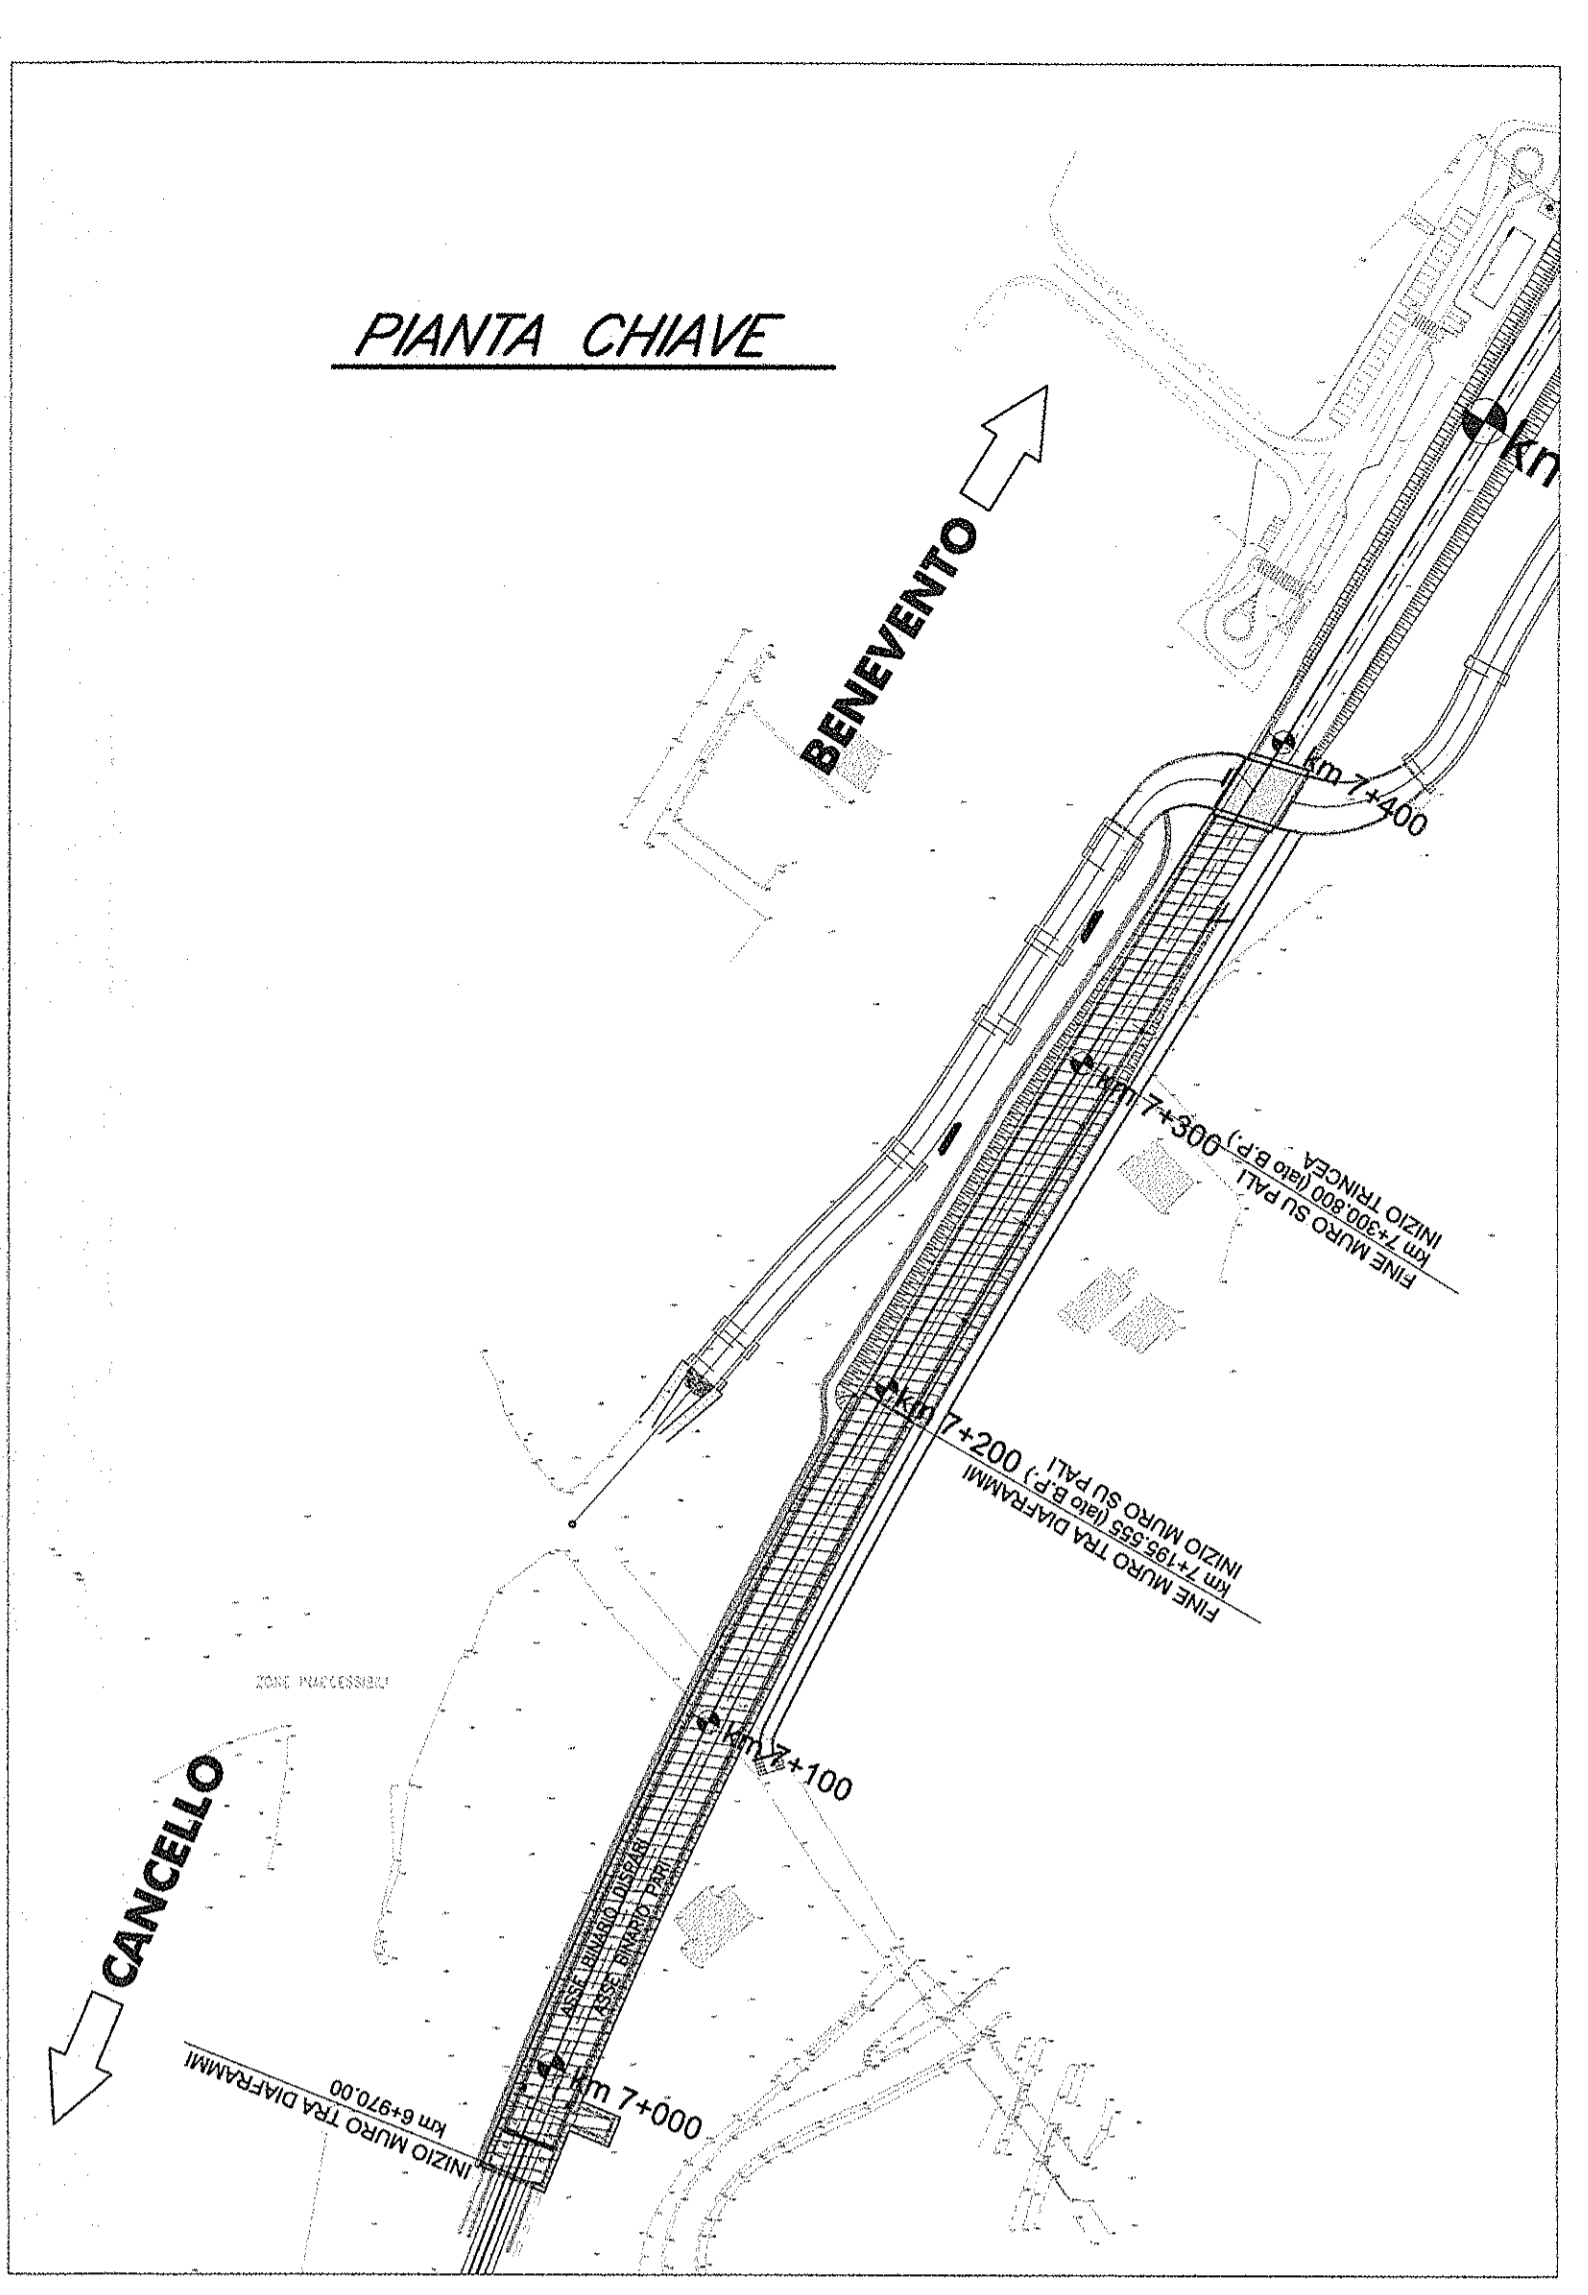 PIANTA CHIAVE
BENEVENTO
km 7+400
km 7+300
FINE MURO SU PALI
km 7+300.800 (lato B.P.)
INIZIO TRINCEA
km 7+200
FINE MURO TRA DIAFRAMMI
km 7+195.555 (lato B.P.)
INIZIO MURO SU PALI
ZONE INACCESSIBILI
km 7+100
CANCELLO
ASSE BINARIO DISPARI
ASSE BINARIO PARI
km 7+000
INIZIO MURO TRA DIAFRAMMI
km 6+970.00